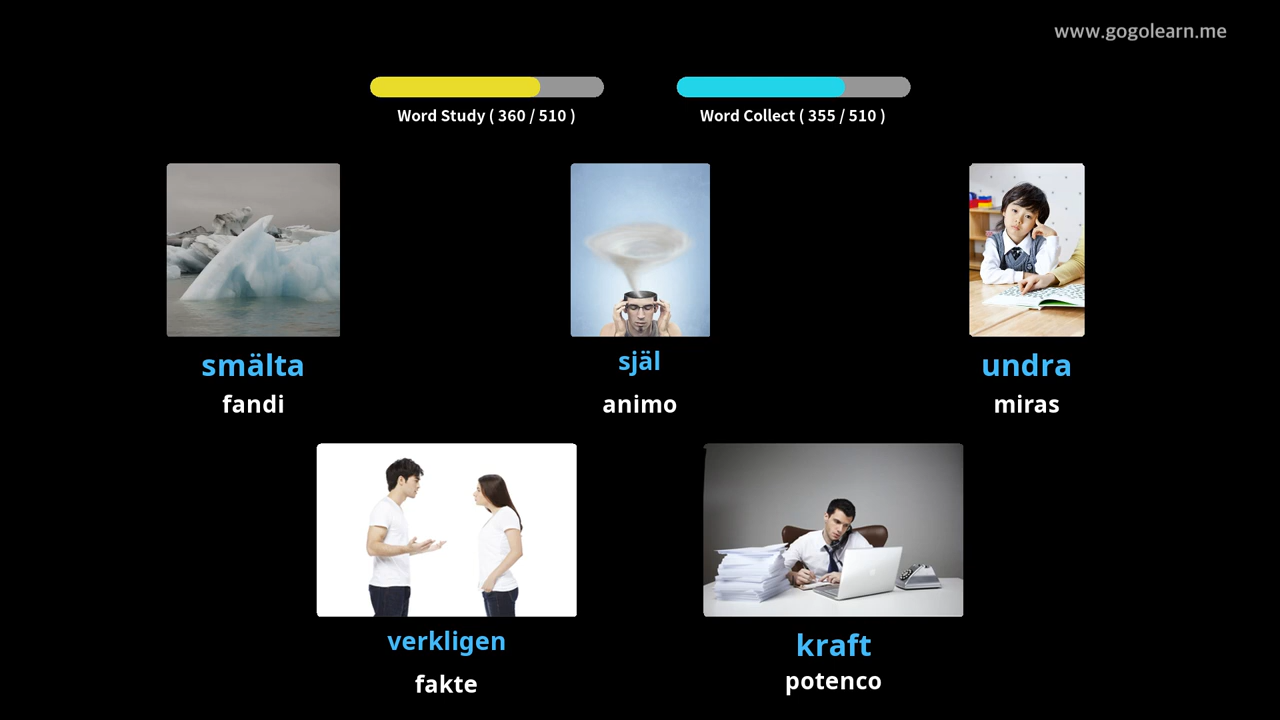 www.gogolearn.me
Word Study ( 360 / 510 )
Word Collect ( 355 / 510 )
smälta
fandi
själ
animo
undra
miras
verkligen
fakte
kraft
potenco